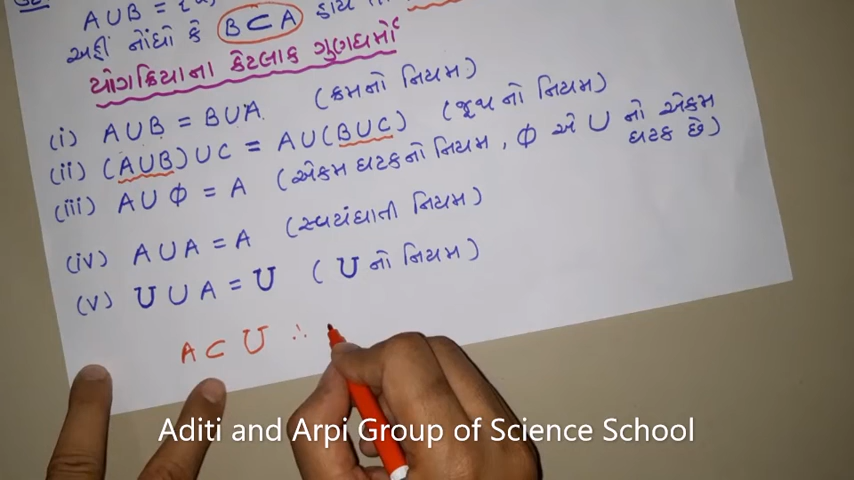 A ∪ B = {
અહીં નોંધો કે B ⊂ A હોય
યોગક્રિયાના કેટલાક ગુણધર્મો
(i) A ∪ B = B ∪ A. (ક્રમનો નિયમ)
(ii) (A ∪ B) ∪ C = A ∪ (B ∪ C) (જૂથ નો નિયમ)
(iii) A ∪ ϕ = A (એકમ ઘટકનો નિયમ, ϕ એ ∪ નો એકમ ઘટક છે)
(iv) A ∪ A = A (સ્વયંઘાતી નિયમ)
(v) U ∪ A = U (U નો નિયમ)
A ⊂ U ∴
Aditi and Arpi Group of Science School